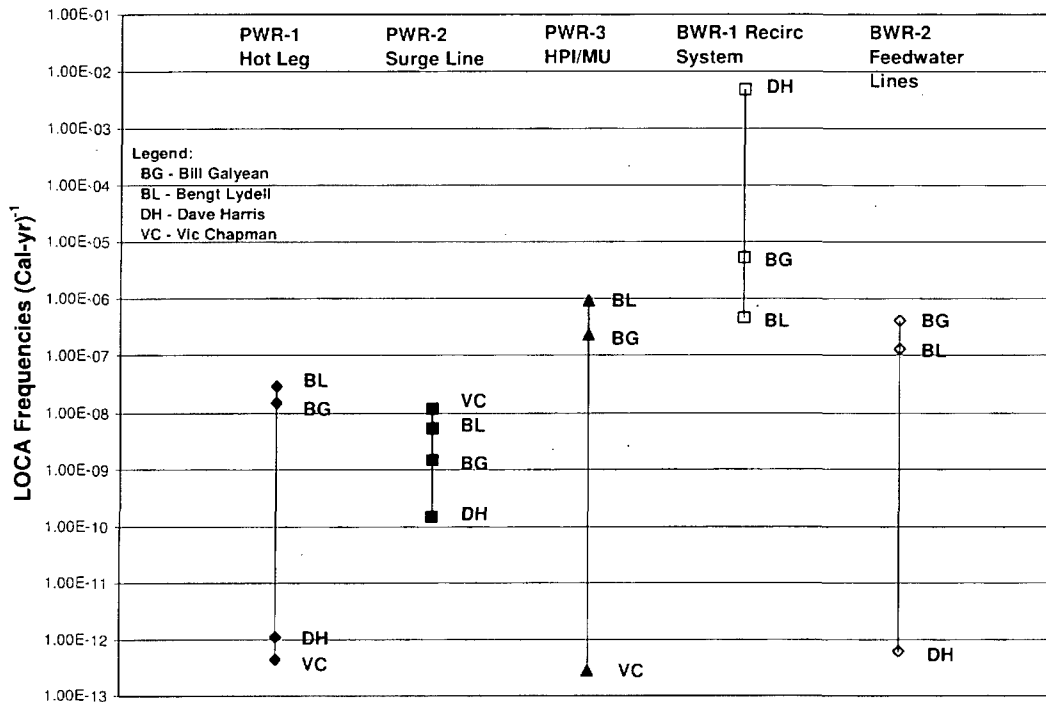 PWR-1
Hot Leg
PWR-2
Surge Line
PWR-3
HPI/MU
BWR-1 Recirc
System
BWR-2
Feedwater
Lines
LOCA Frequencies (Cal-yr)⁻¹
1.00E-01
1.00E-02
1.00E-03
1.00E-04
1.00E-05
1.00E-06
1.00E-07
1.00E-08
1.00E-09
1.00E-10
1.00E-11
1.00E-12
1.00E-13
Legend:
BG - Bill Galyean
BL - Bengt Lydell
DH - Dave Harris
VC - Vic Chapman
BL
BG
DH
VC
VC
BL
BG
DH
BL
BG
VC
DH
BG
BL
BG
BL
DH